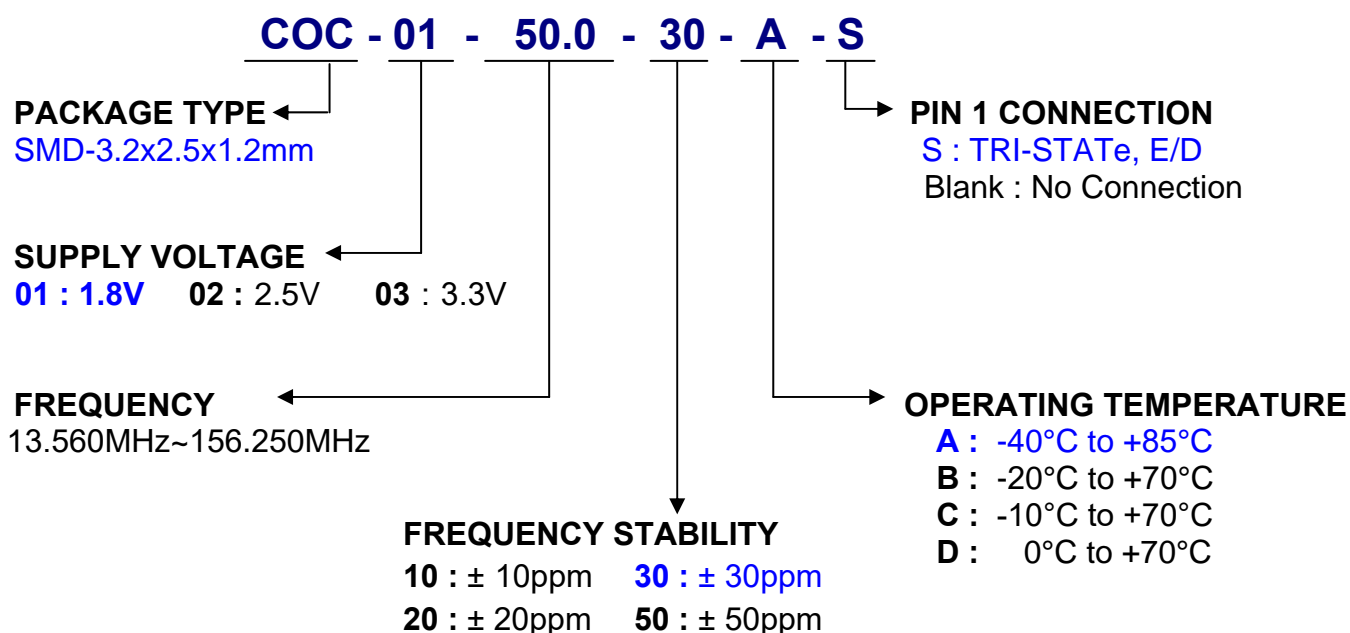 COC - 01 - 50.0 - 30 - A - S
PACKAGE TYPE
SMD-3.2x2.5x1.2mm
PIN 1 CONNECTION
S : TRI-STATe, E/D
Blank : No Connection
SUPPLY VOLTAGE
01 : 1.8V 02 : 2.5V 03 : 3.3V
FREQUENCY
13.560MHz~156.250MHz
OPERATING TEMPERATURE
A : -40°C to +85°C
B : -20°C to +70°C
C : -10°C to +70°C
D : 0°C to +70°C
FREQUENCY STABILITY
10 : ± 10ppm 30 : ± 30ppm
20 : ± 20ppm 50 : ± 50ppm